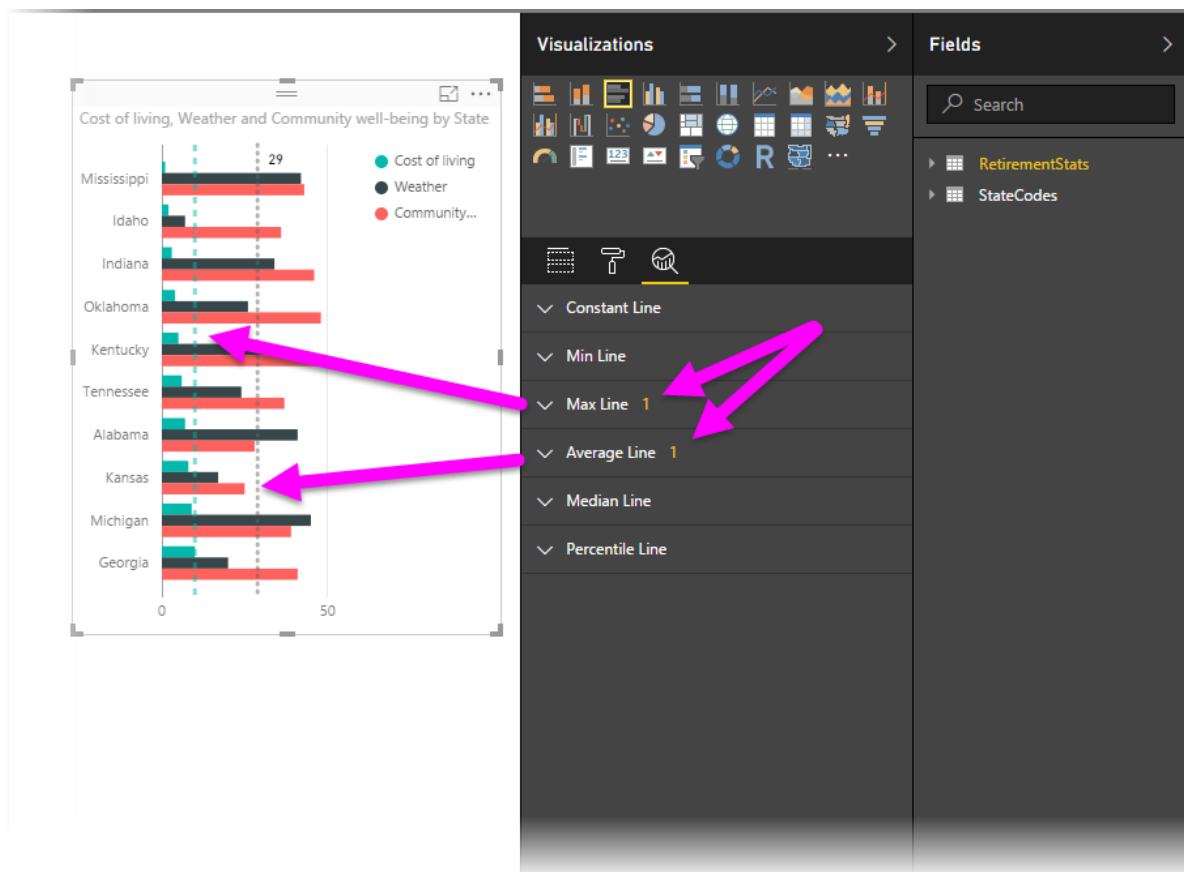 Visualizations
Fields
Search
RetirementStats
StateCodes
Cost of living, Weather and Community well-being by State
29
Cost of living
Weather
Community...
Mississippi
Idaho
Indiana
Oklahoma
Kentucky
Tennessee
Alabama
Kansas
Michigan
Georgia
0 50
123
R
Constant Line
Min Line
Max Line 1
Average Line 1
Median Line
Percentile Line